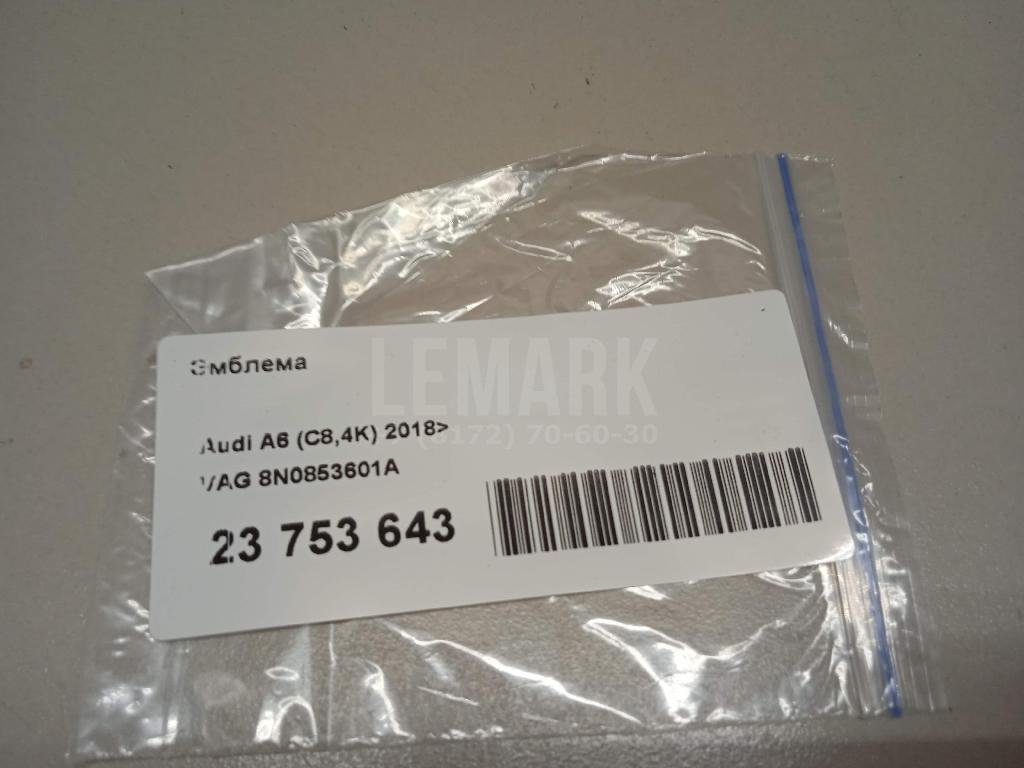 Эмблема
LEMARK
Audi A6 (C8,4K) 2018>
(8172) 70-60-30
VAG 8N0853601A
23 753 643